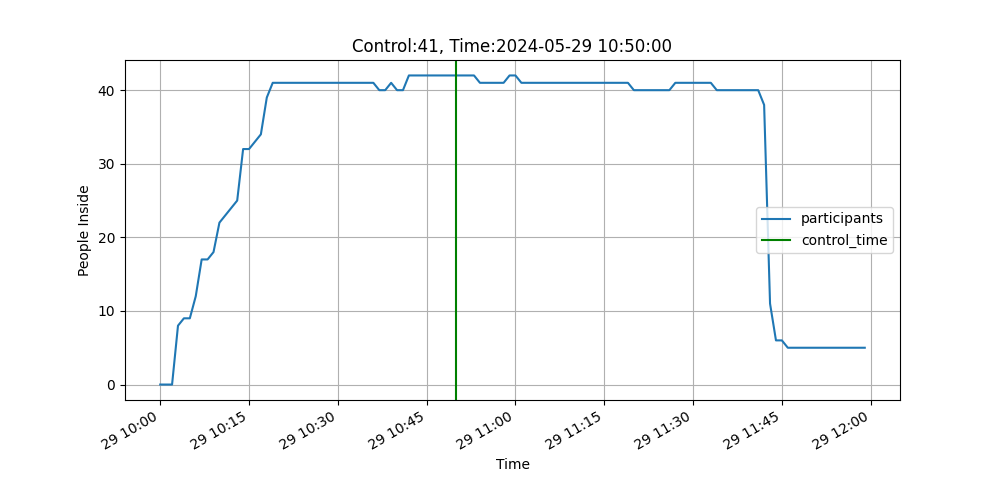 Control:41, Time:2024-05-29 10:50:00
People Inside
40
30
20
10
0
participants
control_time
29 10:00
29 10:15
29 10:30
29 10:45
29 11:00
29 11:15
29 11:30
29 11:45
29 12:00
Time